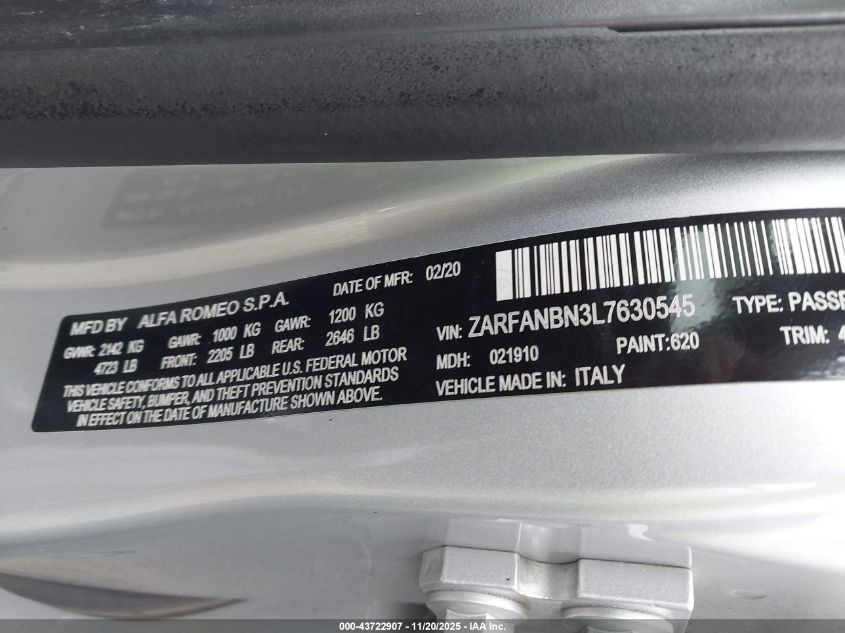 MFD BY ALFA ROMEO S.P.A. DATE OF MFR: 02/20
GVWR: 2142 KG GAWR: 1000 KG GAWR: 1200 KG
4723 LB FRONT: 2205 LB REAR: 2646 LB
THIS VEHICLE CONFORMS TO ALL APPLICABLE U.S. FEDERAL MOTOR
VEHICLE SAFETY, BUMPER, AND THEFT PREVENTION STANDARDS
IN EFFECT ON THE DATE OF MANUFACTURE SHOWN ABOVE.
VIN: ZARFANBN3L7630545 TYPE: PASSE
MDH: 021910 PAINT:620 TRIM: 4
VEHICLE MADE IN: ITALY
000-43722907 - 11/20/2025 - IAA Inc.